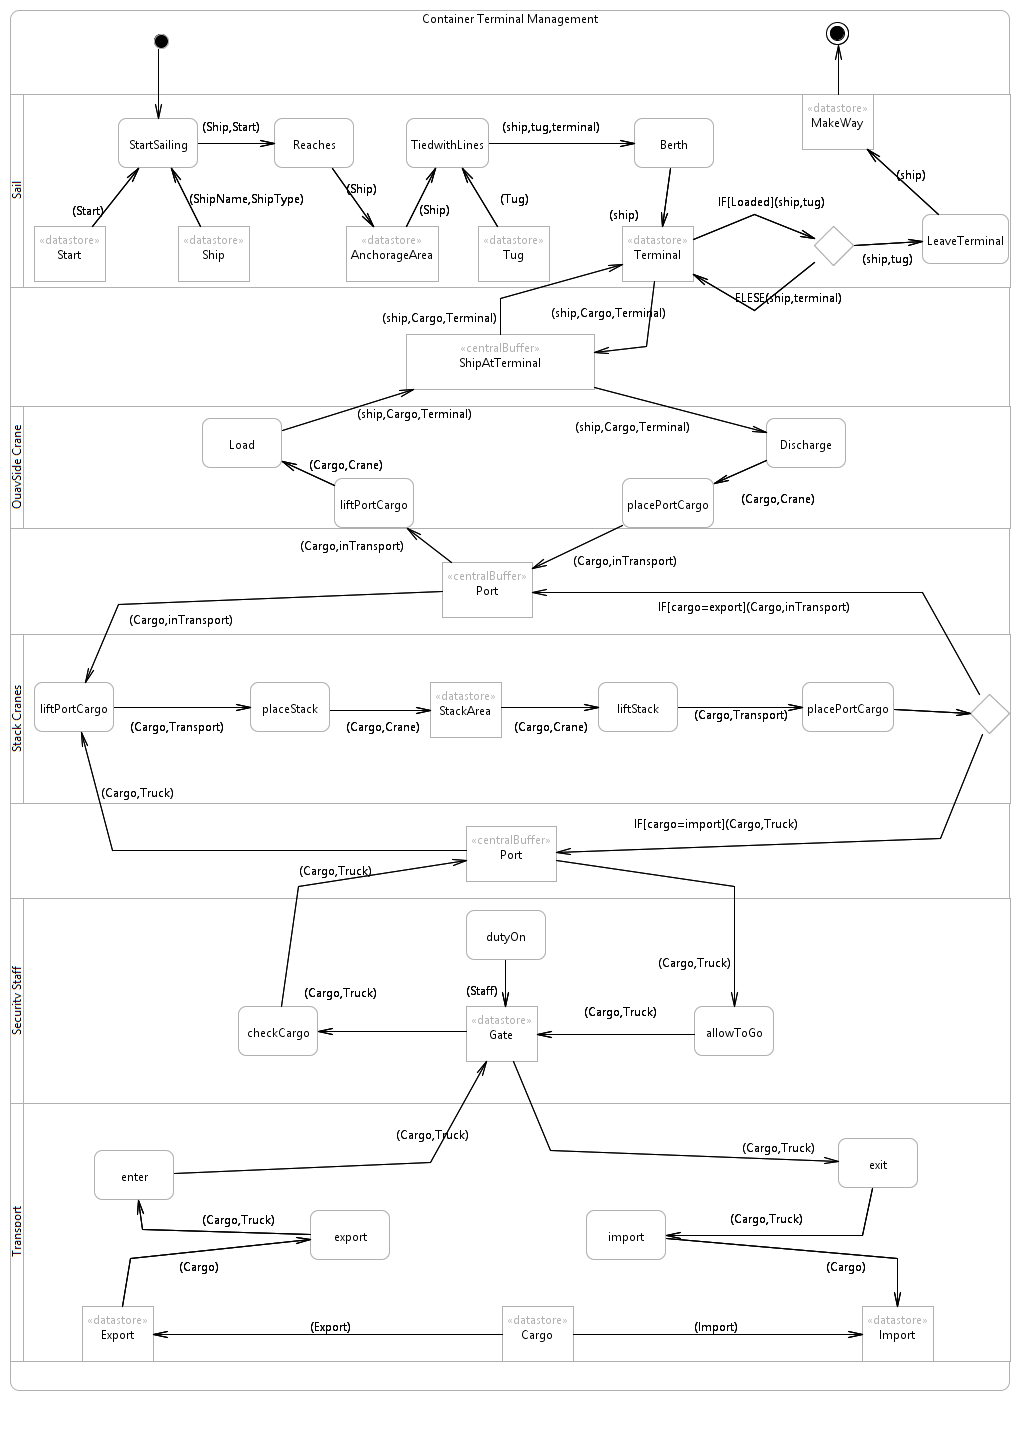 Container Terminal Management
Sail
«datastore»
MakeWay
StartSailing
(Ship,Start)
Reaches
TiedwithLines
(ship,tug,terminal)
Berth
(Start)
(ShipName,ShipType)
(Ship)
(Ship)
(Tug)
(ship)
IF[Loaded](ship,tug)
(ship)
«datastore»
Start
«datastore»
Ship
«datastore»
AnchorageArea
«datastore»
Tug
«datastore»
Terminal
(ship,tug)
LeaveTerminal
ELESE(ship,terminal)
(ship,Cargo,Terminal)
(ship,Cargo,Terminal)
«centralBuffer»
ShipAtTerminal
QuaySide Crane
(ship,Cargo,Terminal)
(ship,Cargo,Terminal)
Load
Discharge
(Cargo,Crane)
(Cargo,Crane)
liftPortCargo
placePortCargo
(Cargo,inTransport)
(Cargo,inTransport)
«centralBuffer»
Port
(Cargo,inTransport)
IF[cargo=export](Cargo,inTransport)
Stack Cranes
liftPortCargo
(Cargo,Transport)
placeStack
(Cargo,Crane)
«datastore»
StackArea
(Cargo,Crane)
liftStack
(Cargo,Transport)
placePortCargo
(Cargo,Truck)
IF[cargo=import](Cargo,Truck)
«centralBuffer»
Port
(Cargo,Truck)
Security Staff
dutyOn
(Cargo,Truck)
(Staff)
(Cargo,Truck)
(Cargo,Truck)
checkCargo
«datastore»
Gate
allowToGo
Transport
(Cargo,Truck)
(Cargo,Truck)
enter
exit
(Cargo,Truck)
(Cargo,Truck)
export
import
(Cargo)
(Cargo)
«datastore»
Export
(Export)
«datastore»
Cargo
(Import)
«datastore»
Import